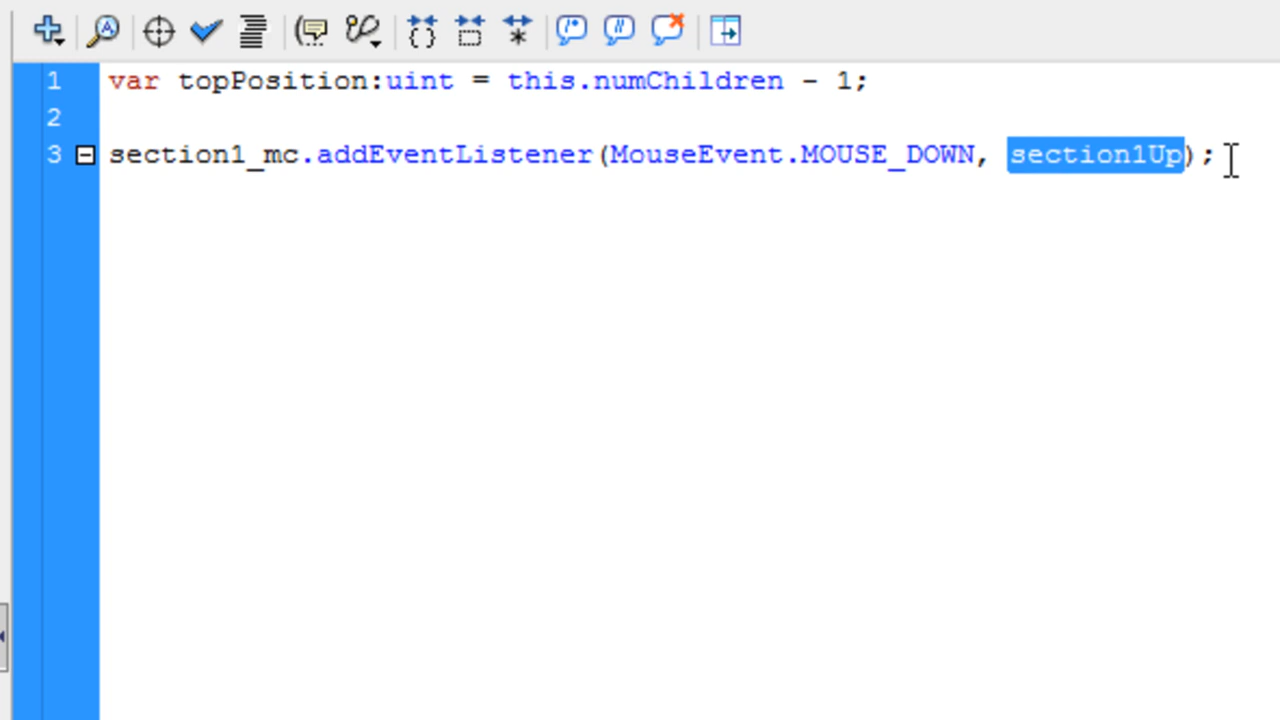 1 var topPosition:uint = this.numChildren - 1;
2
3 section1_mc.addEventListener(MouseEvent.MOUSE_DOWN, section1Up);